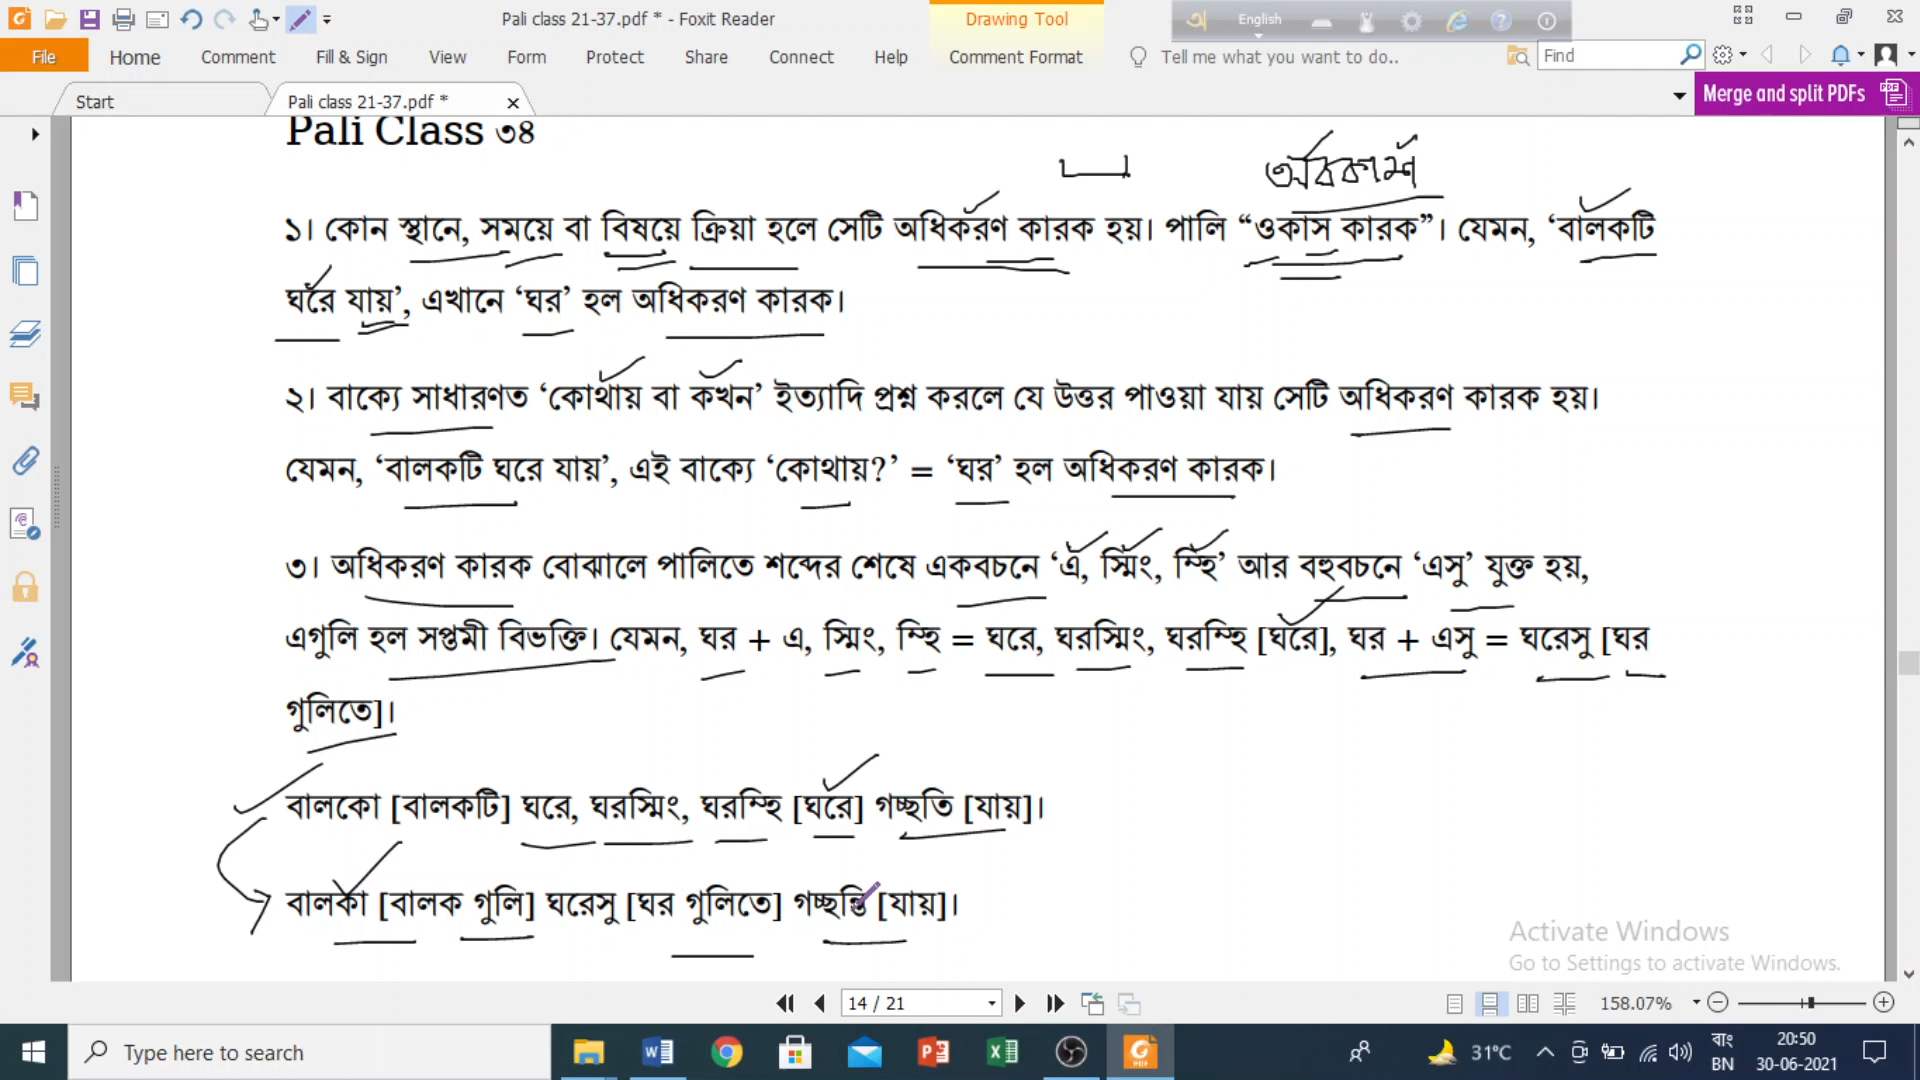 Pali class 21-37.pdf * - Foxit Reader
Drawing Tool
English
File
Home
Comment
Fill & Sign
View
Form
Protect
Share
Connect
Help
Comment Format
Tell me what you want to do..
Find
Start
Pali class 21-37.pdf *
Merge and split PDFs
Pali Class ৩৪
অবকাশ
১। কোন স্থানে, সময়ে বা বিষয়ে ক্রিয়া হলে সেটি অধিকরণ কারক হয়। পালি “ওকাস কারক”। যেমন, ‘বালকটি
ঘরে যায়’, এখানে ‘ঘর’ হল অধিকরণ কারক।
২। বাক্যে সাধারণত ‘কোথায় বা কখন’ ইত্যাদি প্রশ্ন করলে যে উত্তর পাওয়া যায় সেটি অধিকরণ কারক হয়।
যেমন, ‘বালকটি ঘরে যায়’, এই বাক্যে ‘কোথায়?’ = ‘ঘর’ হল অধিকরণ কারক।
৩। অধিকরণ কারক বোঝালে পালিতে শব্দের শেষে একবচনে ‘এ, স্মিং, ম্হি’ আর বহুবচনে ‘এসু’ যুক্ত হয়,
এগুলি হল সপ্তমী বিভক্তি। যেমন, ঘর + এ, স্মিং, ম্হি = ঘরে, ঘরস্মিং, ঘরম্হি [ঘরে], ঘর + এসু = ঘরেসু [ঘর
গুলিতে]।
বালকো [বালকটি] ঘরে, ঘরস্মিং, ঘরম্হি [ঘরে] গচ্ছতি [যায়]।
বালকা [বালক গুলি] ঘরেসু [ঘর গুলিতে] গচ্ছন্তি [যায়]।
Activate Windows
Go to Settings to activate Windows.
14 / 21
158.07%
Type here to search
31°C
বাং
BN
20:50
30-06-2021